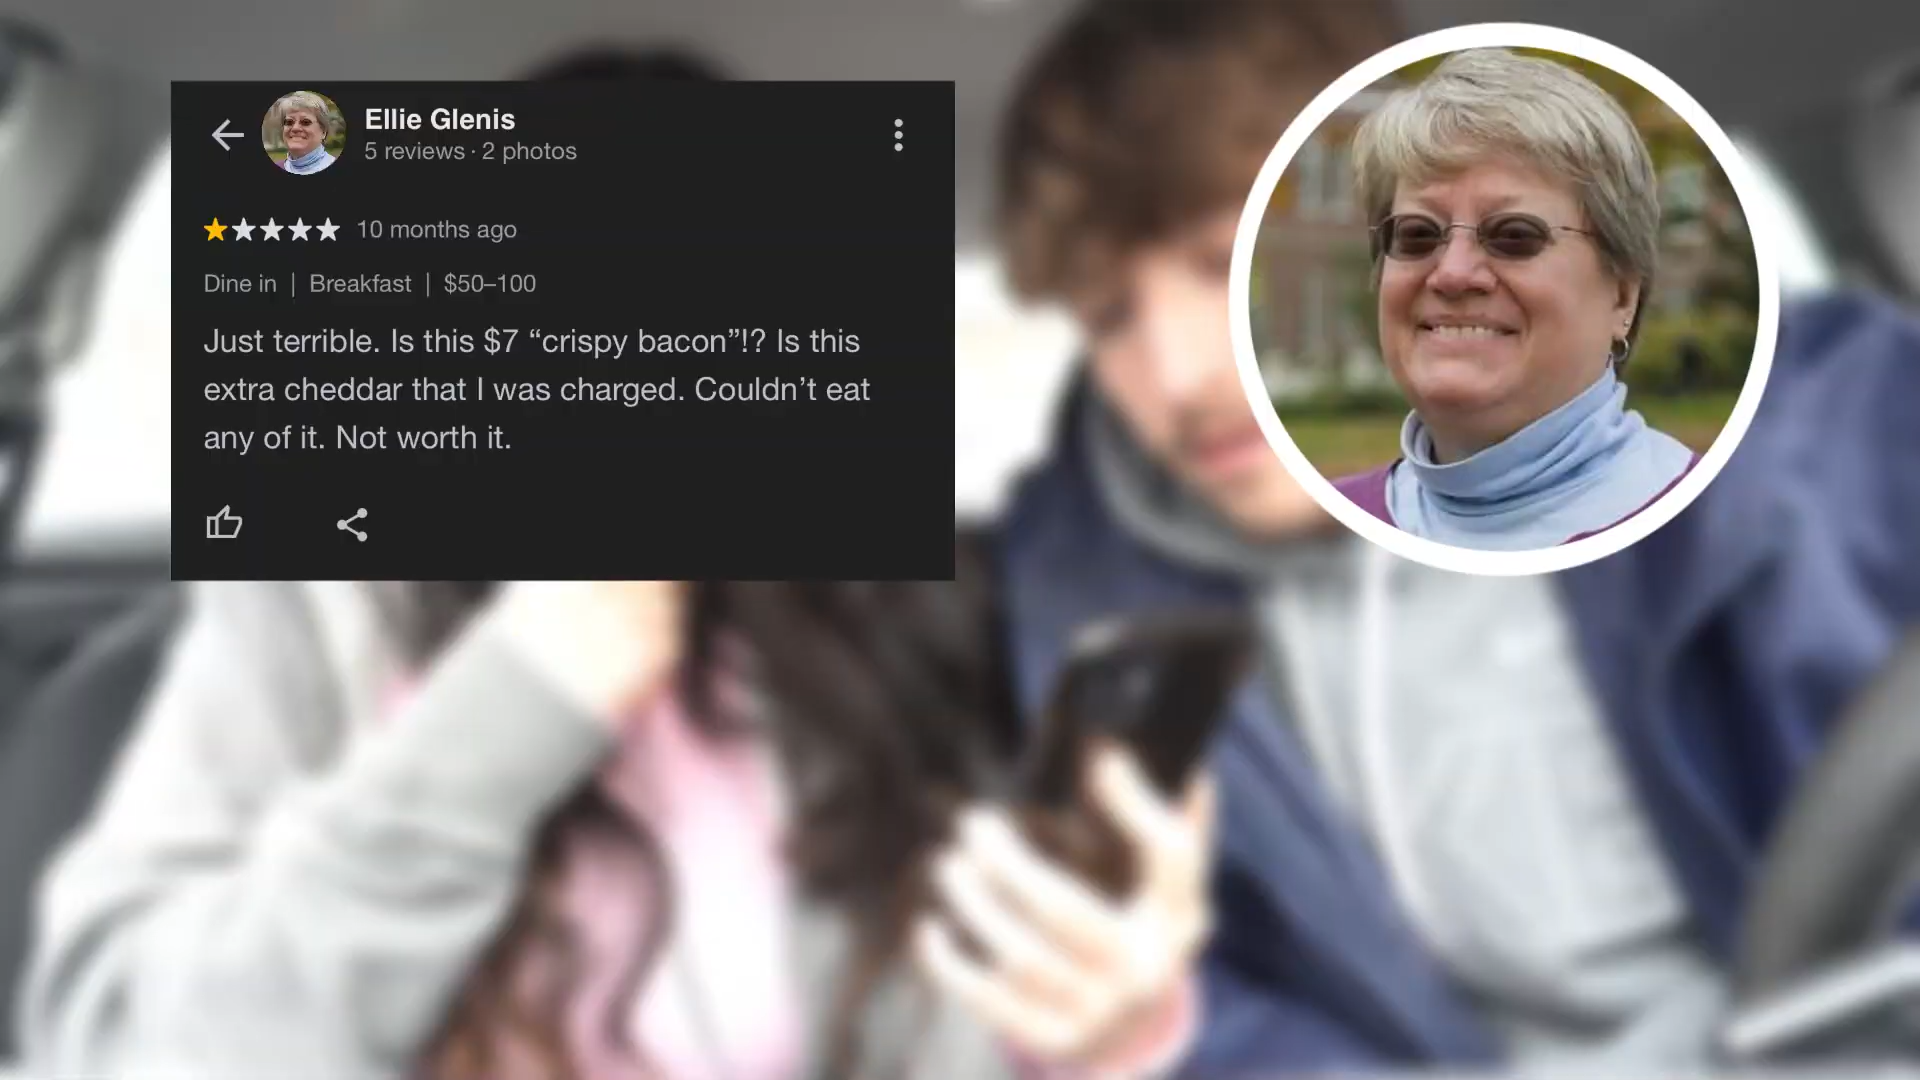 Ellie Glenis
5 reviews · 2 photos
10 months ago
Dine in | Breakfast | $50–100
Just terrible. Is this $7 “crispy bacon”!? Is this
extra cheddar that I was charged. Couldn’t eat
any of it. Not worth it.